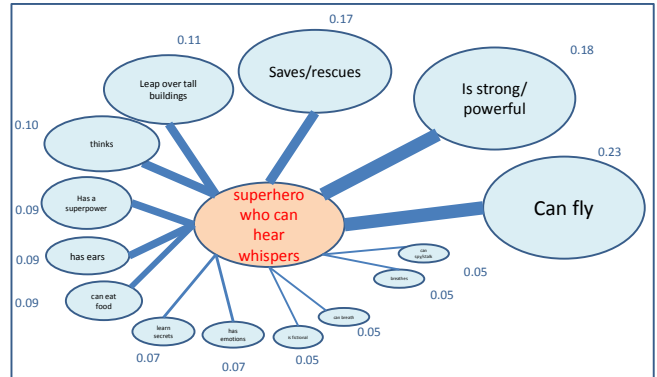 0.17
0.11
0.18
Saves/rescues
Leap over tall
buildings
Is strong/
powerful
0.10
thinks
0.23
Has a
superpower
0.09
superhero
who can
hear
whispers
Can fly
has ears
0.09
can
spy/stalk
0.05
breathes
0.05
can eat
food
0.09
learn
secrets
0.07
has
emotions
0.07
is fictional
0.05
can breath
0.05